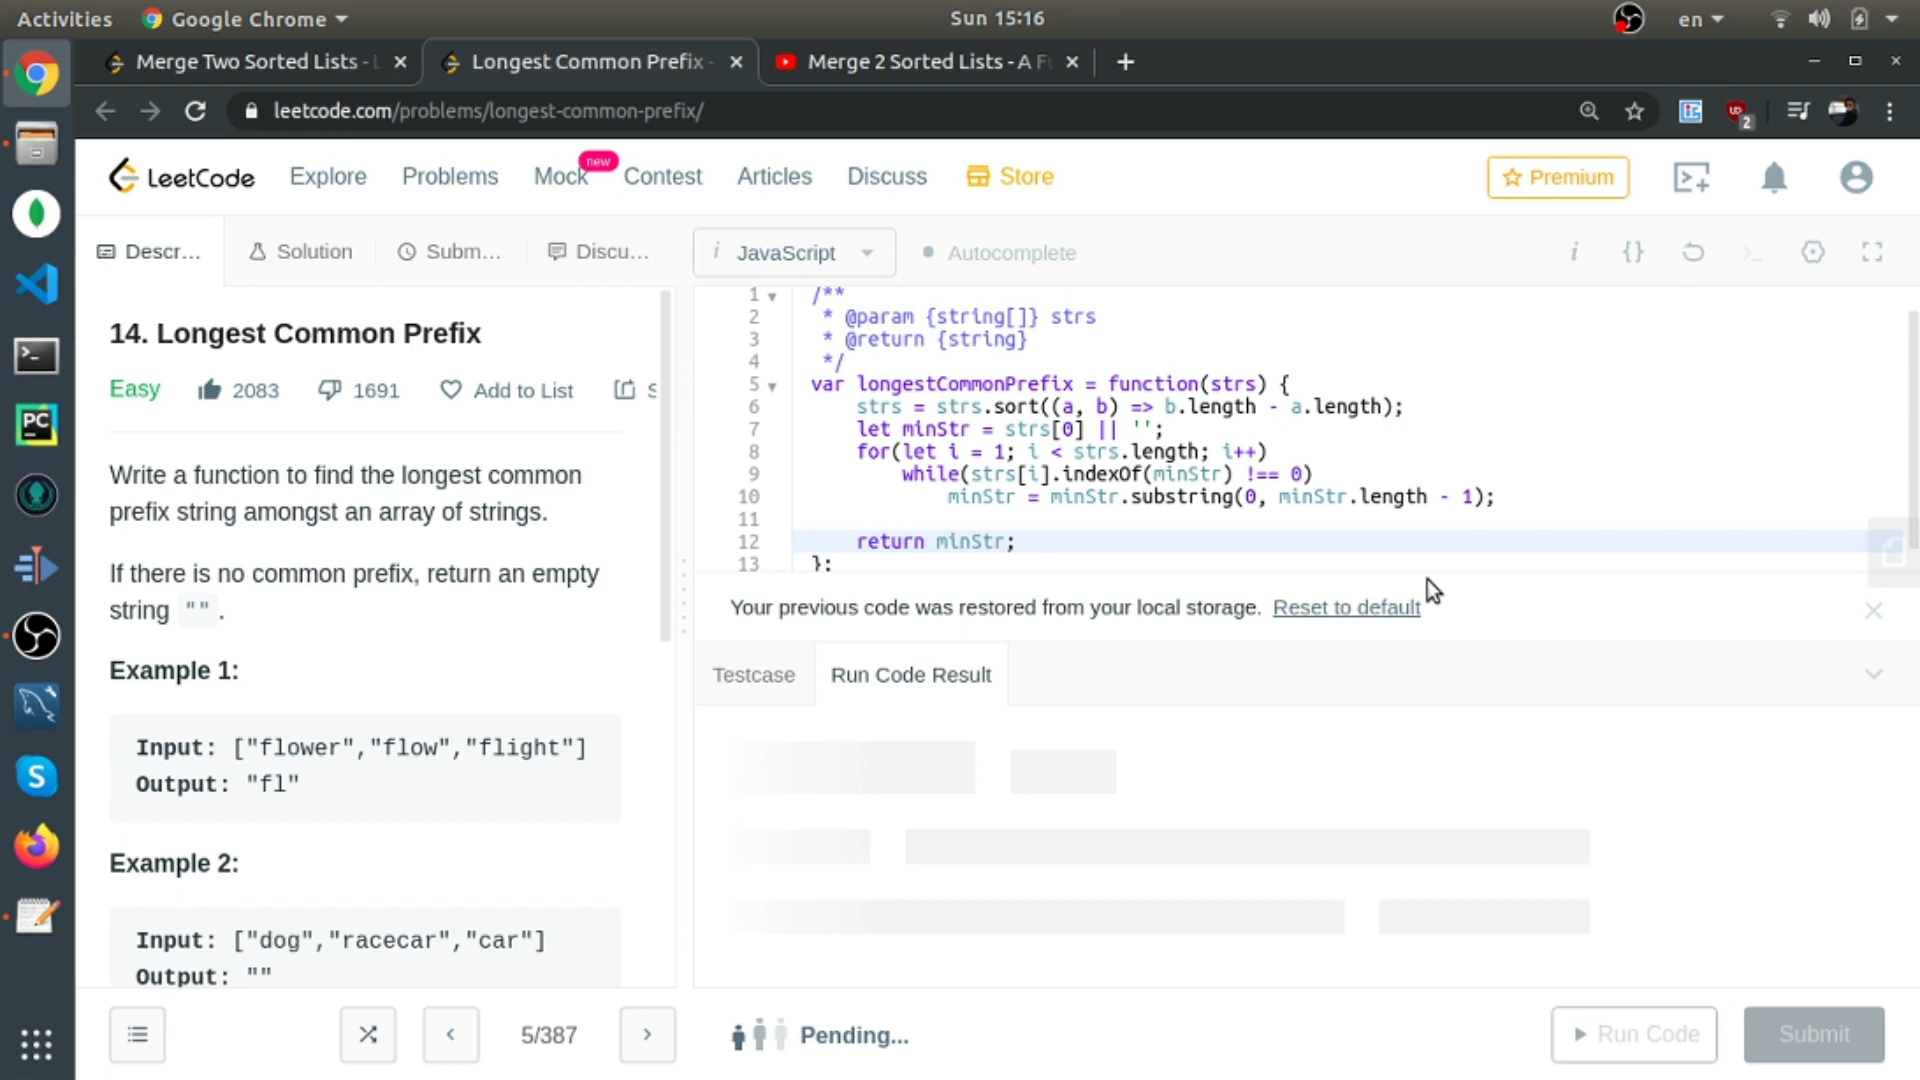 Activities
Google Chrome
Sun 15:16
en
Merge Two Sorted Lists - L
Longest Common Prefix -
Merge 2 Sorted Lists - A Fu
leetcode.com/problems/longest-common-prefix/
2
LeetCode
Explore
Problems
Mock
new
Contest
Articles
Discuss
Store
Premium
Descr...
Solution
Subm...
Discu...
i JavaScript
Autocomplete
14. Longest Common Prefix
Easy
2083
1691
Add to List
S
Write a function to find the longest common
prefix string amongst an array of strings.
If there is no common prefix, return an empty
string "".
Example 1:
Input: ["flower","flow","flight"]
Output: "fl"
Example 2:
Input: ["dog","racecar","car"]
Output: ""
5/387
1 /**
2 * @param {string[]} strs
3 * @return {string}
4 */
5 var longestCommonPrefix = function(strs) {
6 strs = strs.sort((a, b) => b.length - a.length);
7 let minStr = strs[0] || '';
8 for(let i = 1; i < strs.length; i++)
9 while(strs[i].indexOf(minStr) !== 0)
10 minStr = minStr.substring(0, minStr.length - 1);
11
12 return minStr;
13 };
Your previous code was restored from your local storage. Reset to default
Testcase
Run Code Result
Pending...
Run Code
Submit